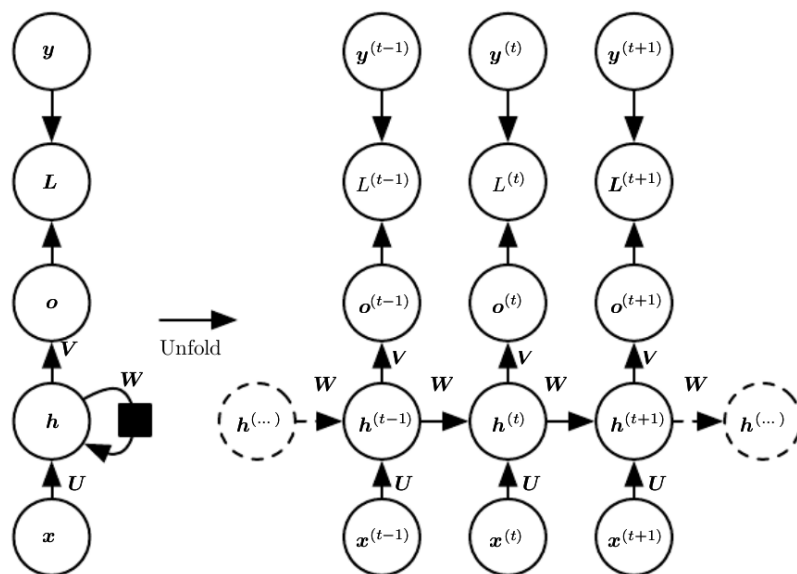 y y^(t−1) y^(t) y^(t+1)
L L^(t−1) L^(t) L^(t+1)
o o^(t−1) o^(t) o^(t+1)
Unfold
V V V V
W W W W W
h h^(...) h^(t−1) h^(t) h^(t+1) h^(...)
U U U U
x x^(t−1) x^(t) x^(t+1)